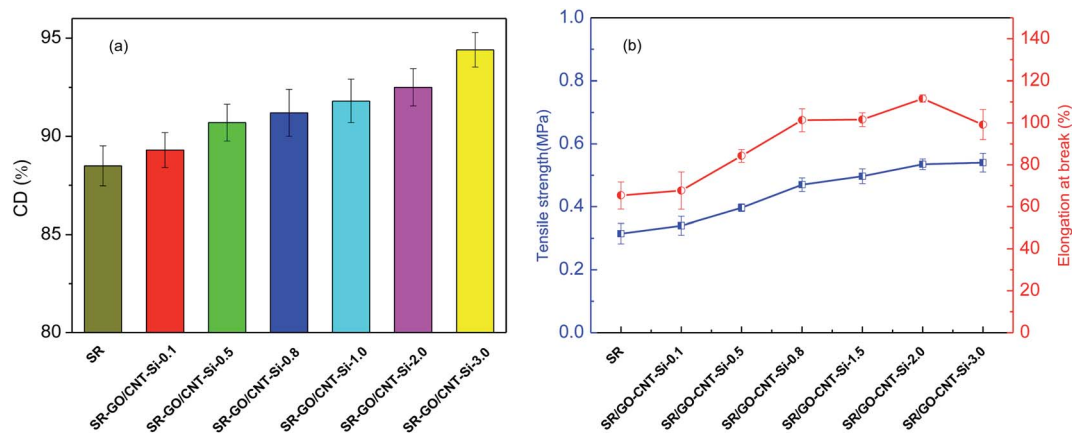 (a)
CD (%)
95
90
85
80
SR
SR-GO/CNT-Si-0.1
SR-GO/CNT-Si-0.5
SR-GO/CNT-Si-0.8
SR-GO/CNT-Si-1.0
SR-GO/CNT-Si-2.0
SR-GO/CNT-Si-3.0
(b)
Tensile strength(MPa)
1.0
0.8
0.6
0.4
0.2
0.0
SR
SR/GO-CNT-Si-0.1
SR/GO-CNT-Si-0.5
SR/GO-CNT-Si-0.8
SR/GO-CNT-Si-1.5
SR/GO-CNT-Si-2.0
SR/GO-CNT-Si-3.0
140
120
100
80
60
40
20
0
Elongation at break (%)